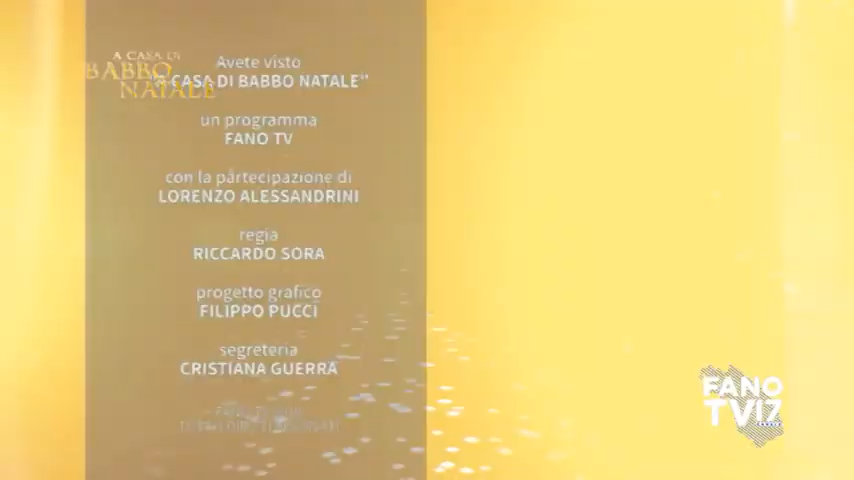 A CASA DI
BABBO
NATALE
Avete visto
"A CASA DI BABBO NATALE"
un programma
FANO TV
con la partecipazione di
LORENZO ALESSANDRINI
regia
RICCARDO SORA
progetto grafico
FILIPPO PUCCI
segreteria
CRISTIANA GUERRA
FANO
TV17